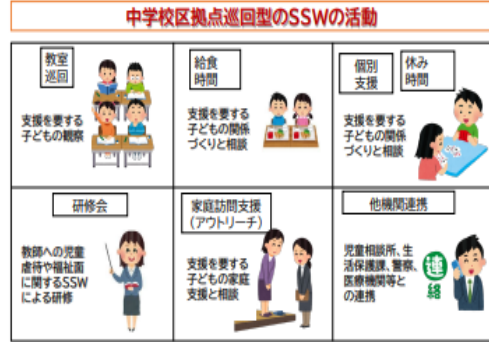 中学校区拠点巡回型のSSWの活動
教室
巡回
支援を要する
子どもの観察
給食
時間
支援を要する
子どもの関係
づくりと相談
個別
支援
休み
時間
支援を要する
子どもの関係
づくりと相談
研修会
教師への児童
虐待や福祉面
に関するSSW
による研修
家庭訪問支援
（アウトリーチ）
支援を要する
子どもの家庭
支援と相談
他機関連携
児童相談所、生
活保護課、警察、
医療機関等と
の連携
連
絡